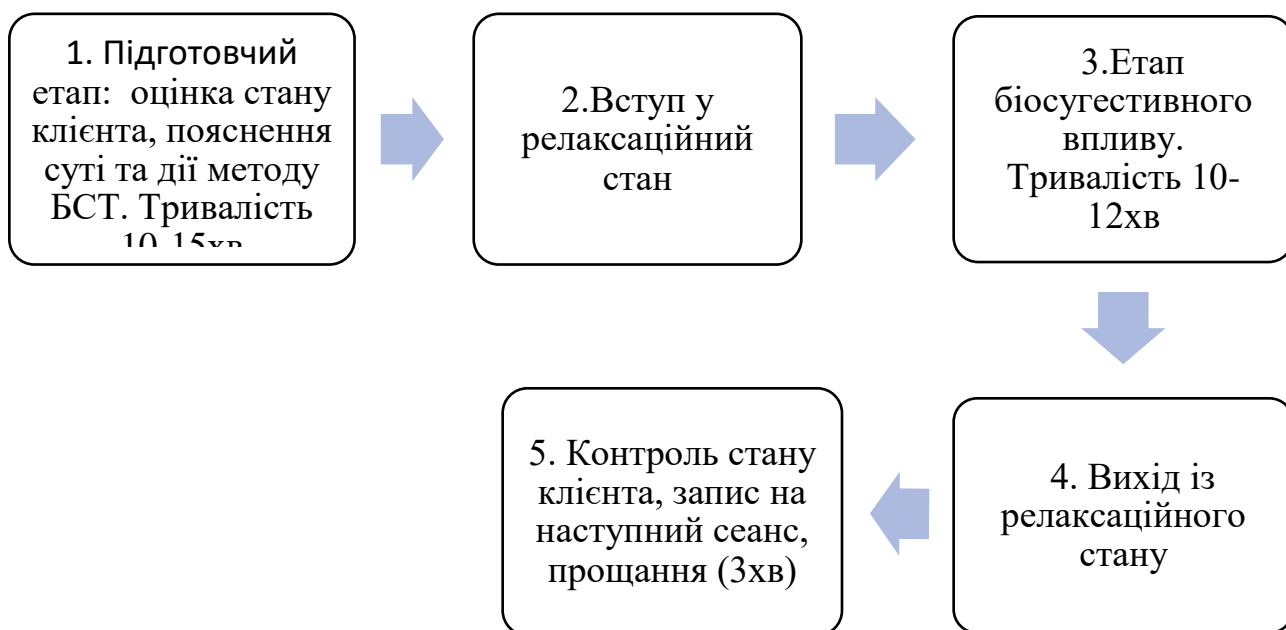 1. Підготовчий
етап: оцінка стану
клієнта, пояснення
суті та дії методу
БСТ. Тривалість
10-15хв
2.Вступ у
релаксаційний
стан
3.Етап
біосугестивного
впливу.
Тривалість 10-
12хв
4. Вихід із
релаксаційного
стану
5. Контроль стану
клієнта, запис на
наступний сеанс,
прощання (3хв)